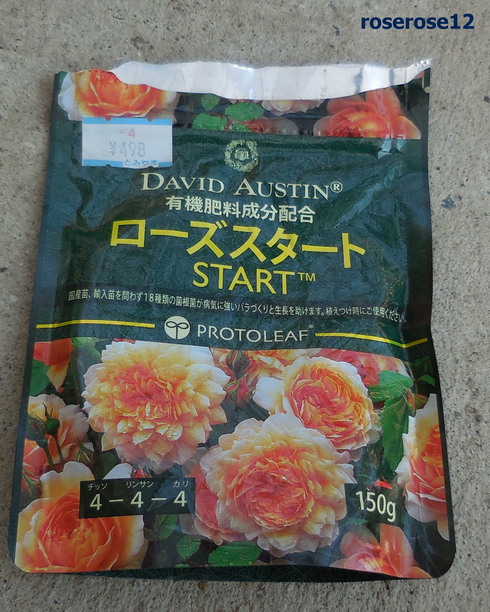 roserose12
¥498
とみやま
DAVID AUSTIN®
有機肥料成分配合
ローズスタート
START™
国産苗、輸入苗を問わず18種類の菌根菌が病気に強いバラづくりと生長を助けます。植えつけ時にご使用ください。
PROTOLEAF®
チッソ リンサン カリ
4-4-4
150g